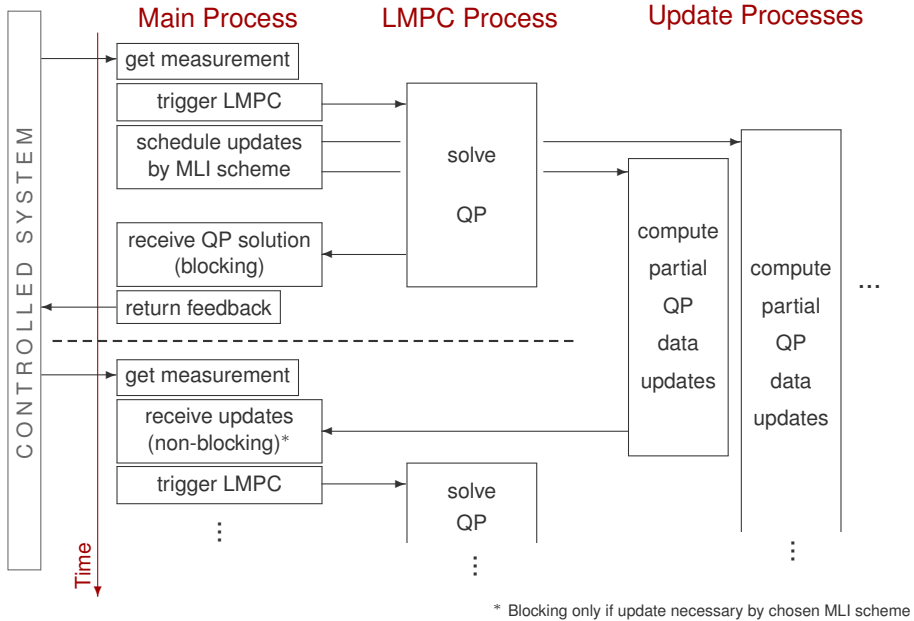 Main Process
LMPC Process
Update Processes
CONTROLLED SYSTEM
Time
get measurement
trigger LMPC
schedule updates
by MLI scheme
receive QP solution
(blocking)
return feedback
get measurement
receive updates
(non-blocking)*
trigger LMPC
⋮
solve
QP
solve
QP
⋮
compute
partial
QP
data
updates
compute
partial
QP
data
updates
⋮
...
* Blocking only if update necessary by chosen MLI scheme